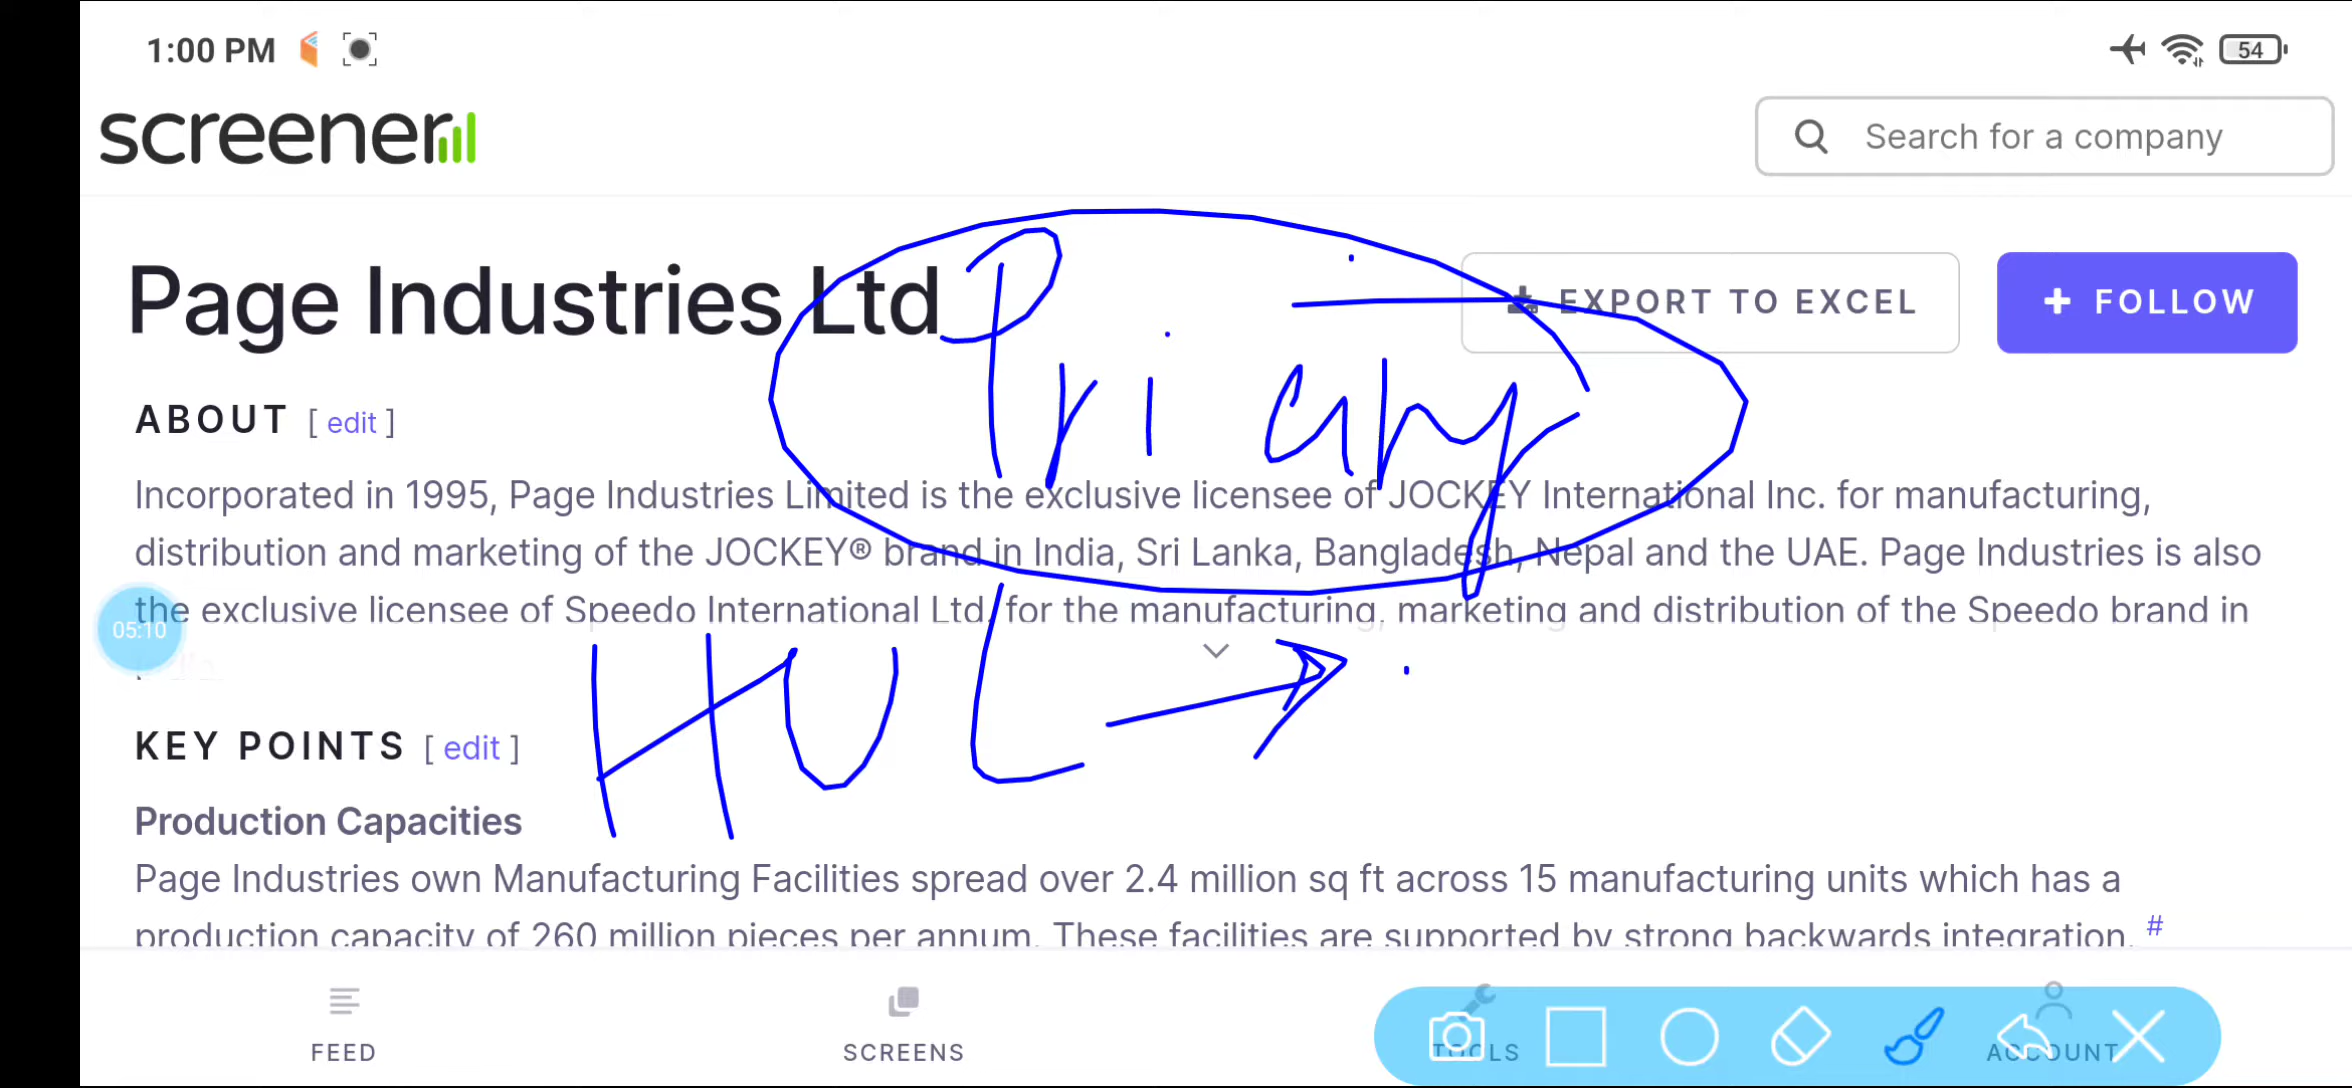 1:00 PM 54
screener
Search for a company
Page Industries Ltd
EXPORT TO EXCEL
+ FOLLOW
ABOUT [ edit ]
Incorporated in 1995, Page Industries Limited is the exclusive licensee of JOCKEY International Inc. for manufacturing,
distribution and marketing of the JOCKEY® brand in India, Sri Lanka, Bangladesh, Nepal and the UAE. Page Industries is also
the exclusive licensee of Speedo International Ltd. for the manufacturing, marketing and distribution of the Speedo brand in
05:10
HUL
KEY POINTS [ edit ]
Production Capacities
Page Industries own Manufacturing Facilities spread over 2.4 million sq ft across 15 manufacturing units which has a
production capacity of 260 million pieces per annum. These facilities are supported by strong backwards integration. #
FEED
SCREENS
TOOLS
ACCOUNT